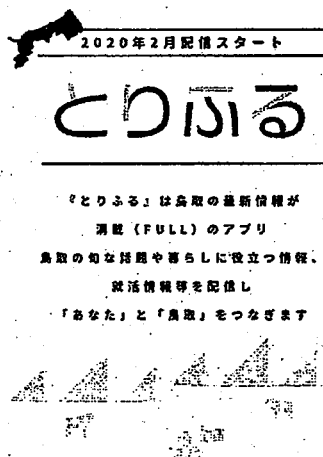 2020年2月配信スタート
とりふる
『とりふる』は鳥取の最新情報が
満載（FULL）のアプリ
鳥取の旬な話題や暮らしに役立つ情報、
就活情報等を配信し
「あなた」と「鳥取」をつなぎます